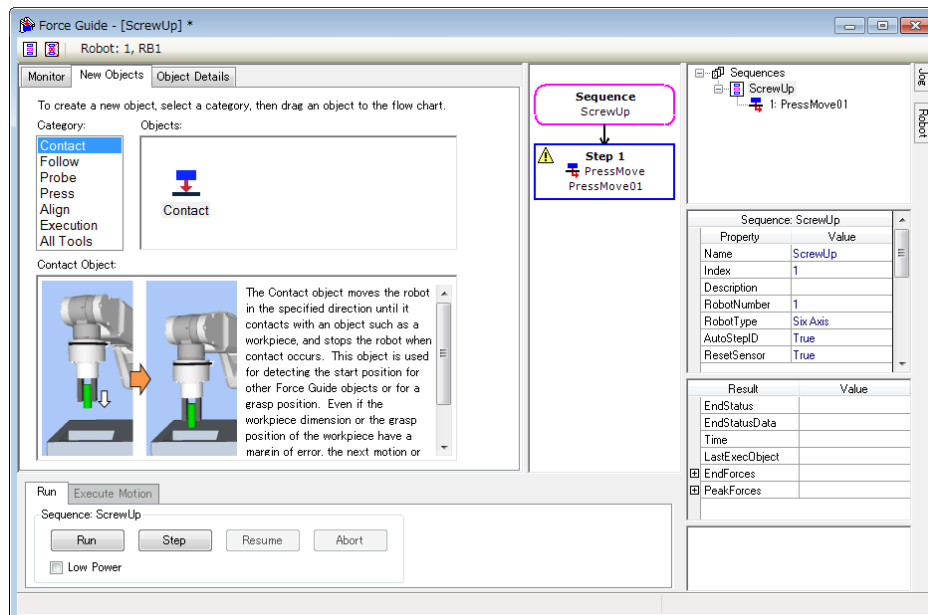 Force Guide - [ScrewUp] *
Robot: 1, RB1
Monitor
New Objects
Object Details
To create a new object, select a category, then drag an object to the flow chart.
Category:
Objects:
Contact
Follow
Probe
Press
Align
Execution
All Tools
Contact
Contact Object:
The Contact object moves the robot
in the specified direction until it
contacts with an object such as a
workpiece, and stops the robot when
contact occurs.  This object is used
for detecting the start position for
other Force Guide objects or for a
grasp position.  Even if the
workpiece dimension or the grasp
position of the workpiece have a
margin of error, the next motion or
Sequence
ScrewUp
Step 1
PressMove
PressMove01
Sequences
ScrewUp
1: PressMove01
Jog
Robot
Sequence: ScrewUp
Property Value
Name ScrewUp
Index 1
Description
RobotNumber 1
RobotType Six Axis
AutoStepID True
ResetSensor True
Result Value
EndStatus
EndStatusData
Time
LastExecObject
EndForces
PeakForces
Run
Execute Motion
Sequence: ScrewUp
Run
Step
Resume
Abort
Low Power